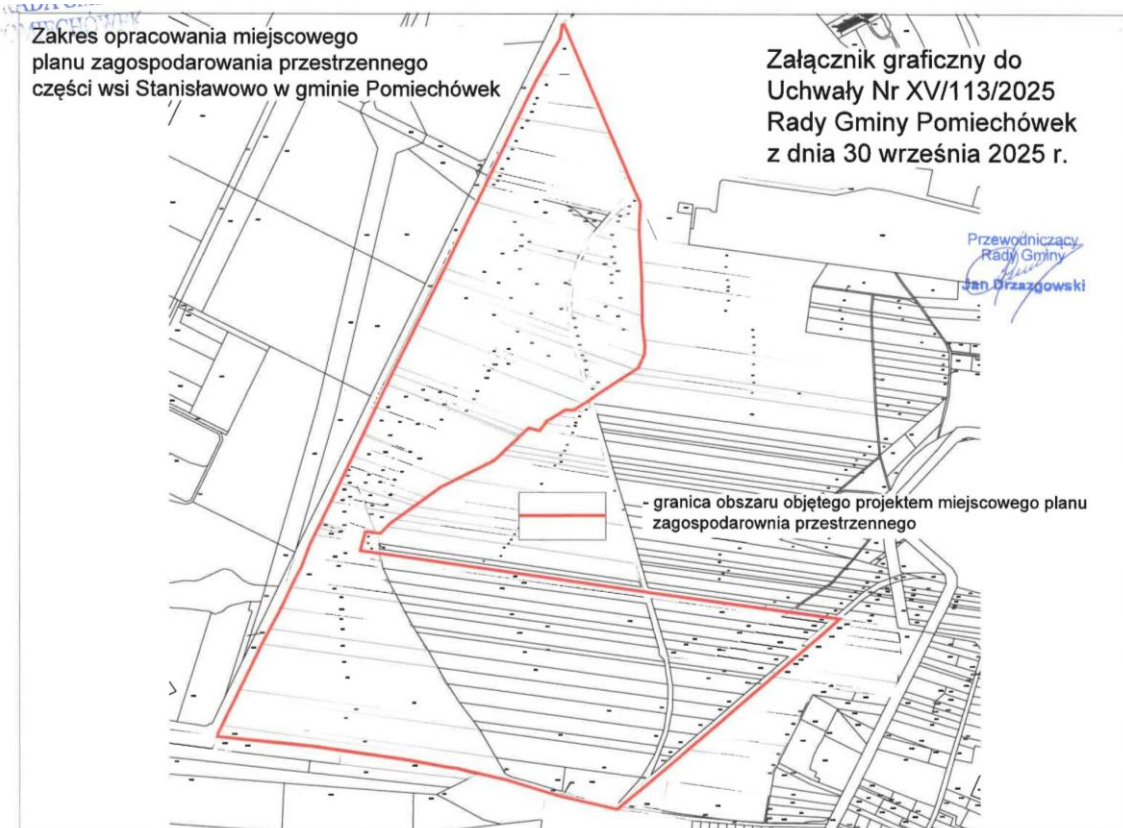 Zakres opracowania miejscowego
planu zagospodarowania przestrzennego
części wsi Stanisławowo w gminie Pomiechówek
Załącznik graficzny do
Uchwały Nr XV/113/2025
Rady Gminy Pomiechówek
z dnia 30 września 2025 r.
Przewodniczący
Rady Gminy
Jan Drzazgowski
- granica obszaru objętego projektem miejscowego planu
zagospodarownia przestrzennego